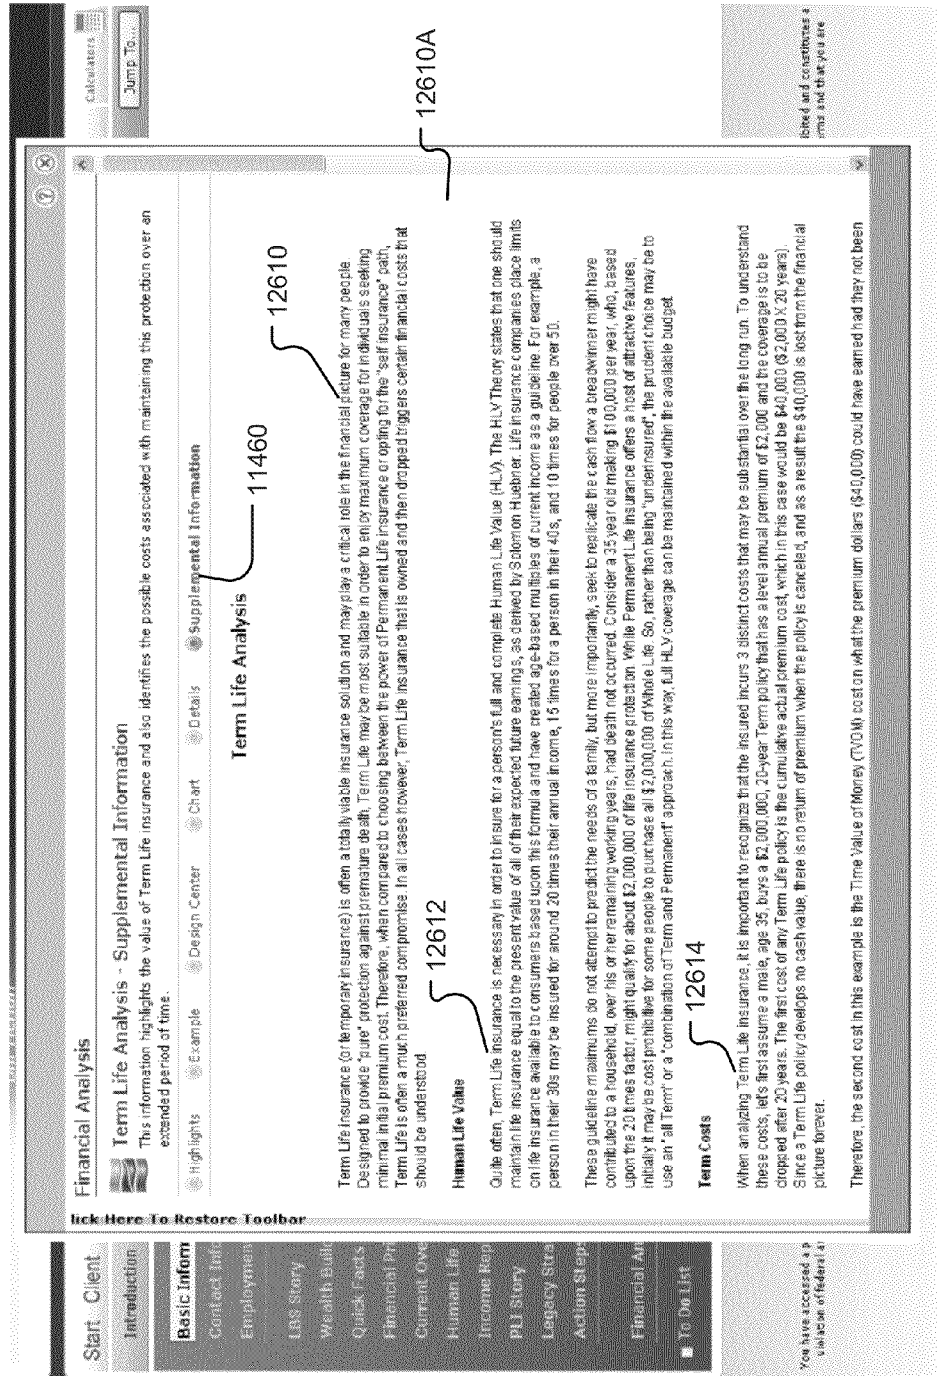 Start Client
Calculators
Introduction
Jump To...
Basic Inform
Contact Info
Employmen
LBS Story
Wealth Build
Quick Facts
Financial Pri
Current Ove
Human Life
Income Rep
PLI Story
Legacy Stra
Action Steps
Financial An
To Do List
lick Here To Restore Toolbar
Financial Analysis
Term Life Analysis - Supplemental Information
This information highlights the value of Term Life insurance and also identifies the possible costs associated with maintaining this protection over an
extended period of time.
Highlights
Example
Design Center
Chart
Details
Supplemental Information
11460
Term Life Analysis
12610
Term Life insurance (or temporary insurance) is often a totally viable insurance solution and may play a critical role in the financial picture for many people.
Designed to provide "pure" protection against premature death, Term Life may be most suitable in order to enjoy maximum coverage for individuals seeking
minimal initial premium cost. Therefore, when compared to choosing between the power of Permanent Life insurance or opting for the "self insurance" path,
Term Life is often a much preferred compromise. In all cases however, Term Life insurance that is owned and then dropped triggers certain financial costs that
should be understood
12610A
12612
Human Life Value
Quite often, Term Life insurance is necessary in order to insure for a person's full and complete Human Life Value (HLV). The HLV Theory states that one should
maintain life insurance equal to the present value of all of their expected future earnings, as derived by Solomon Huebner. Life insurance companies place limits
on life insurance available to consumers based upon this formula and have created age-based multiples of current income as a guideline. For example, a
person in their 30s may be insured for around 20 times their annual income, 15 times for a person in their 40s, and 10 times for people over 50.
These guideline maximums do not attempt to predict the needs of a family, but more importantly, seek to replicate the cash flow a breadwinner might have
contributed to a household, over his or her remaining working years, had death not occurred. Consider a 35 year old making $100,000 per year, who, based
upon the 20 times factor, might qualify for about $2,000,000 of life insurance protection. While Permanent Life insurance offers a host of attractive features,
initially it may be cost prohibitive for some people to purchase all $2,000,000 of Whole Life. So, rather than being "underinsured", the prudent choice may be to
use an "all Term" or a "combination of Term and Permanent" approach. In this way, full HLV coverage can be maintained within the available budget.
12614
Term Costs
When analyzing Term Life insurance, it is important to recognize that the insured incurs 3 distinct costs that may be substantial over the long run. To understand
these costs, let's first assume a male, age 35, buys a $2,000,000, 20-year Term policy that has a level annual premium of $2,000 and the coverage is to be
dropped after 20 years. The first cost of any Term Life policy is the cumulative actual premium cost, which in this case would be $40,000 ($2,000 X 20 years).
Since a Term Life policy develops no cash value, there is no return of premium when the policy is canceled, and as a result the $40,000 is lost from the financial
picture forever.
Therefore, the second cost in this example is the Time Value of Money (TVOM) cost on what the premium dollars ($40,000) could have earned had they not been
You have accessed a p
violation of federal a
ibited and constitutes a
rms and that you are